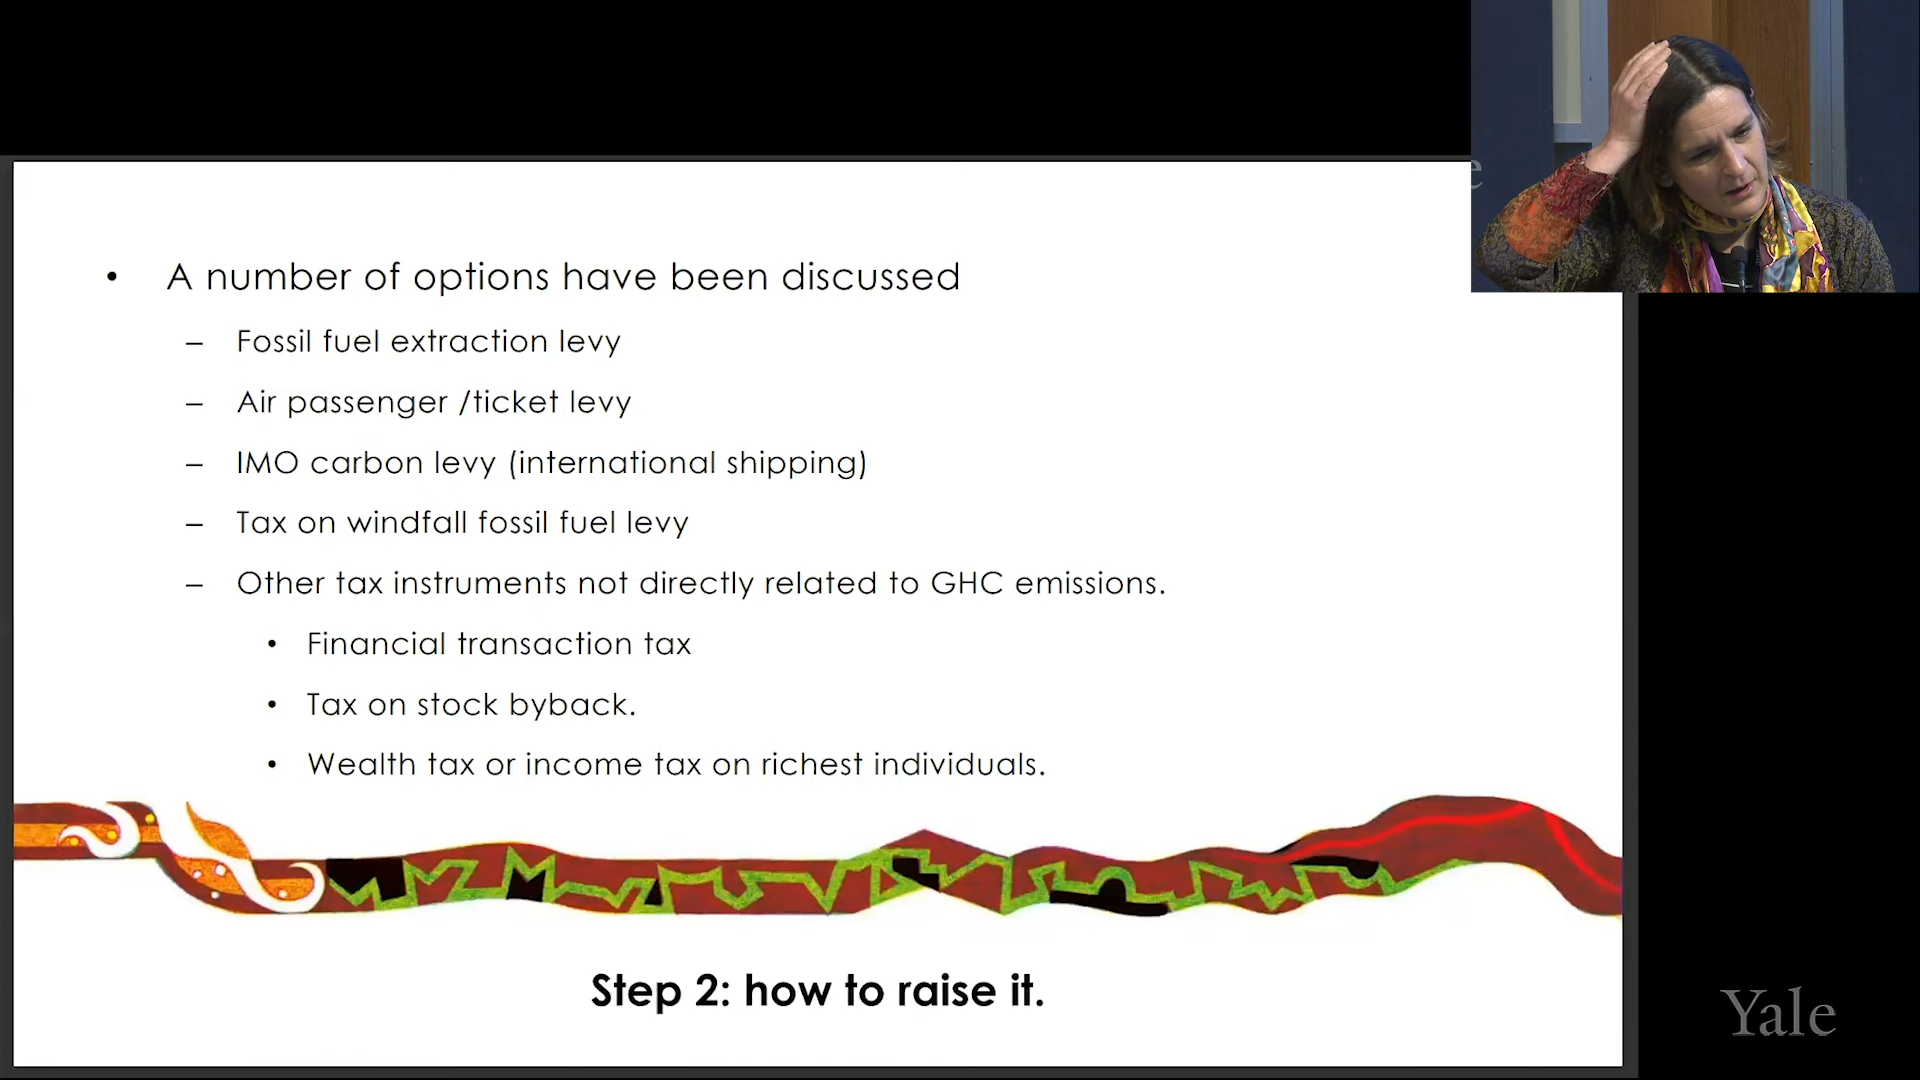 • A number of options have been discussed
– Fossil fuel extraction levy
– Air passenger /ticket levy
– IMO carbon levy (international shipping)
– Tax on windfall fossil fuel levy
– Other tax instruments not directly related to GHC emissions.
• Financial transaction tax
• Tax on stock byback.
• Wealth tax or income tax on richest individuals.
Step 2: how to raise it.
Yale